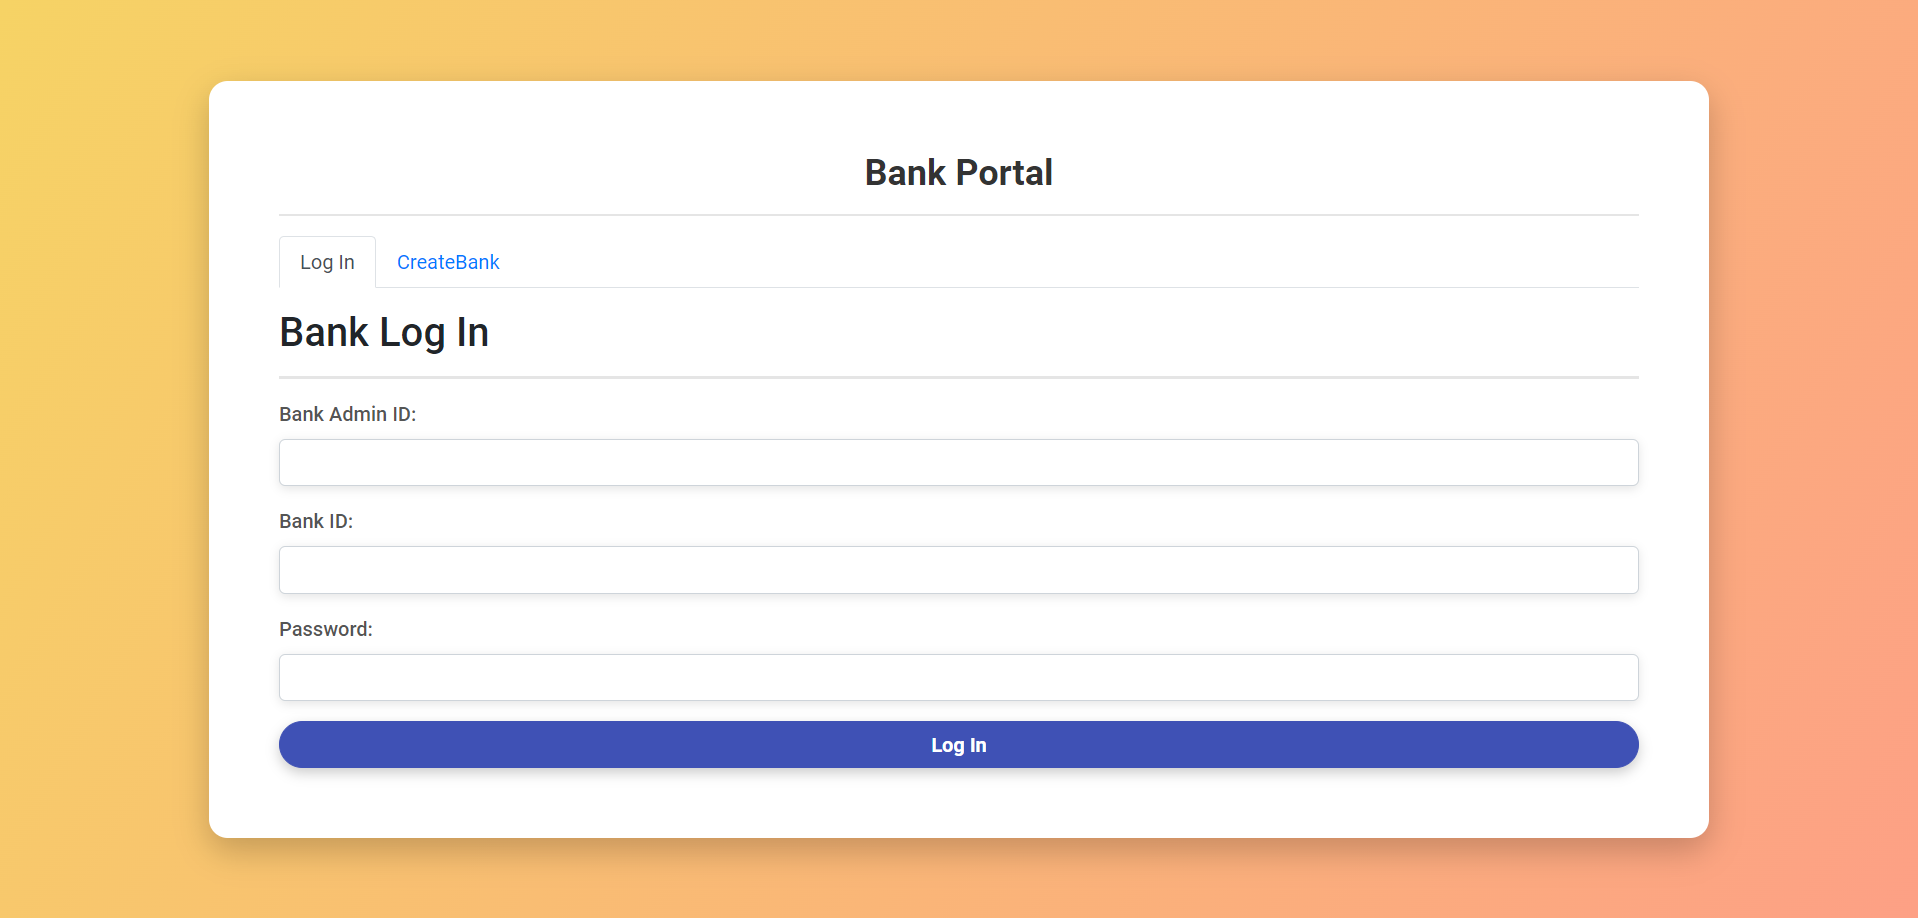 Bank Portal
Log In
CreateBank
Bank Log In
Bank Admin ID:
Bank ID:
Password:
Log In